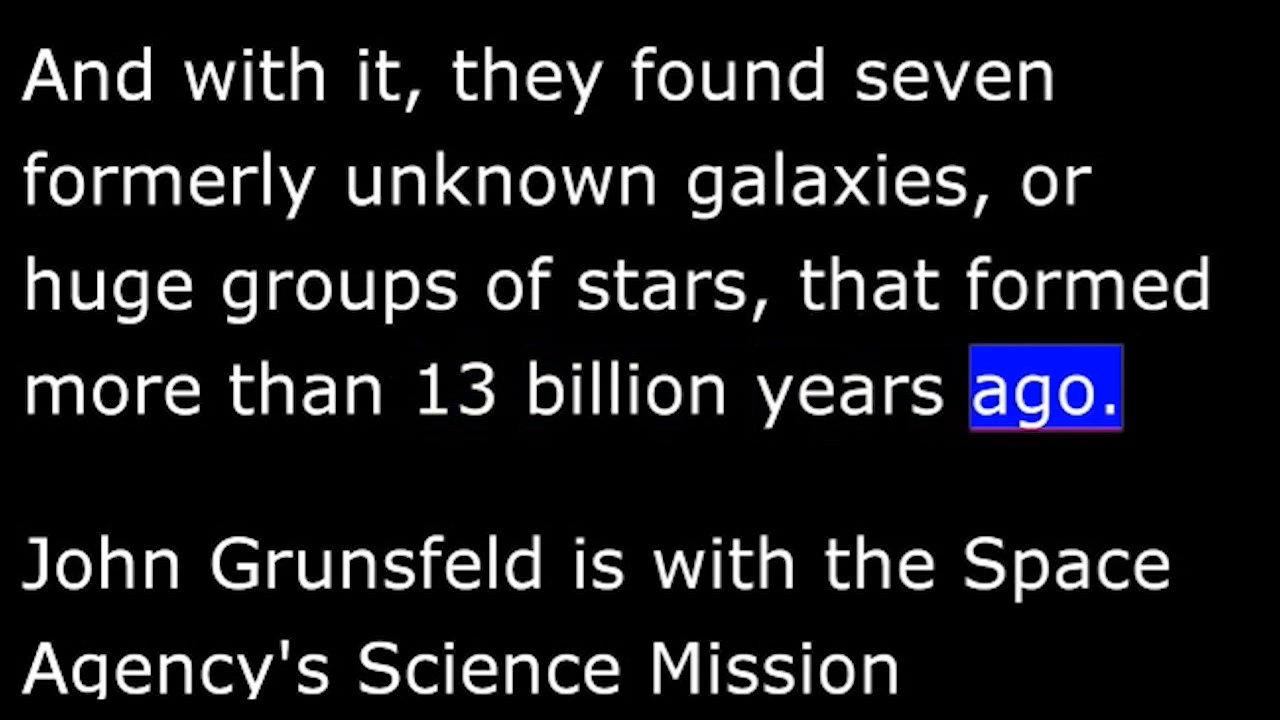 And with it, they found seven
formerly unknown galaxies, or
huge groups of stars, that formed
more than 13 billion years ago.
John Grunsfeld is with the Space
Agency's Science Mission